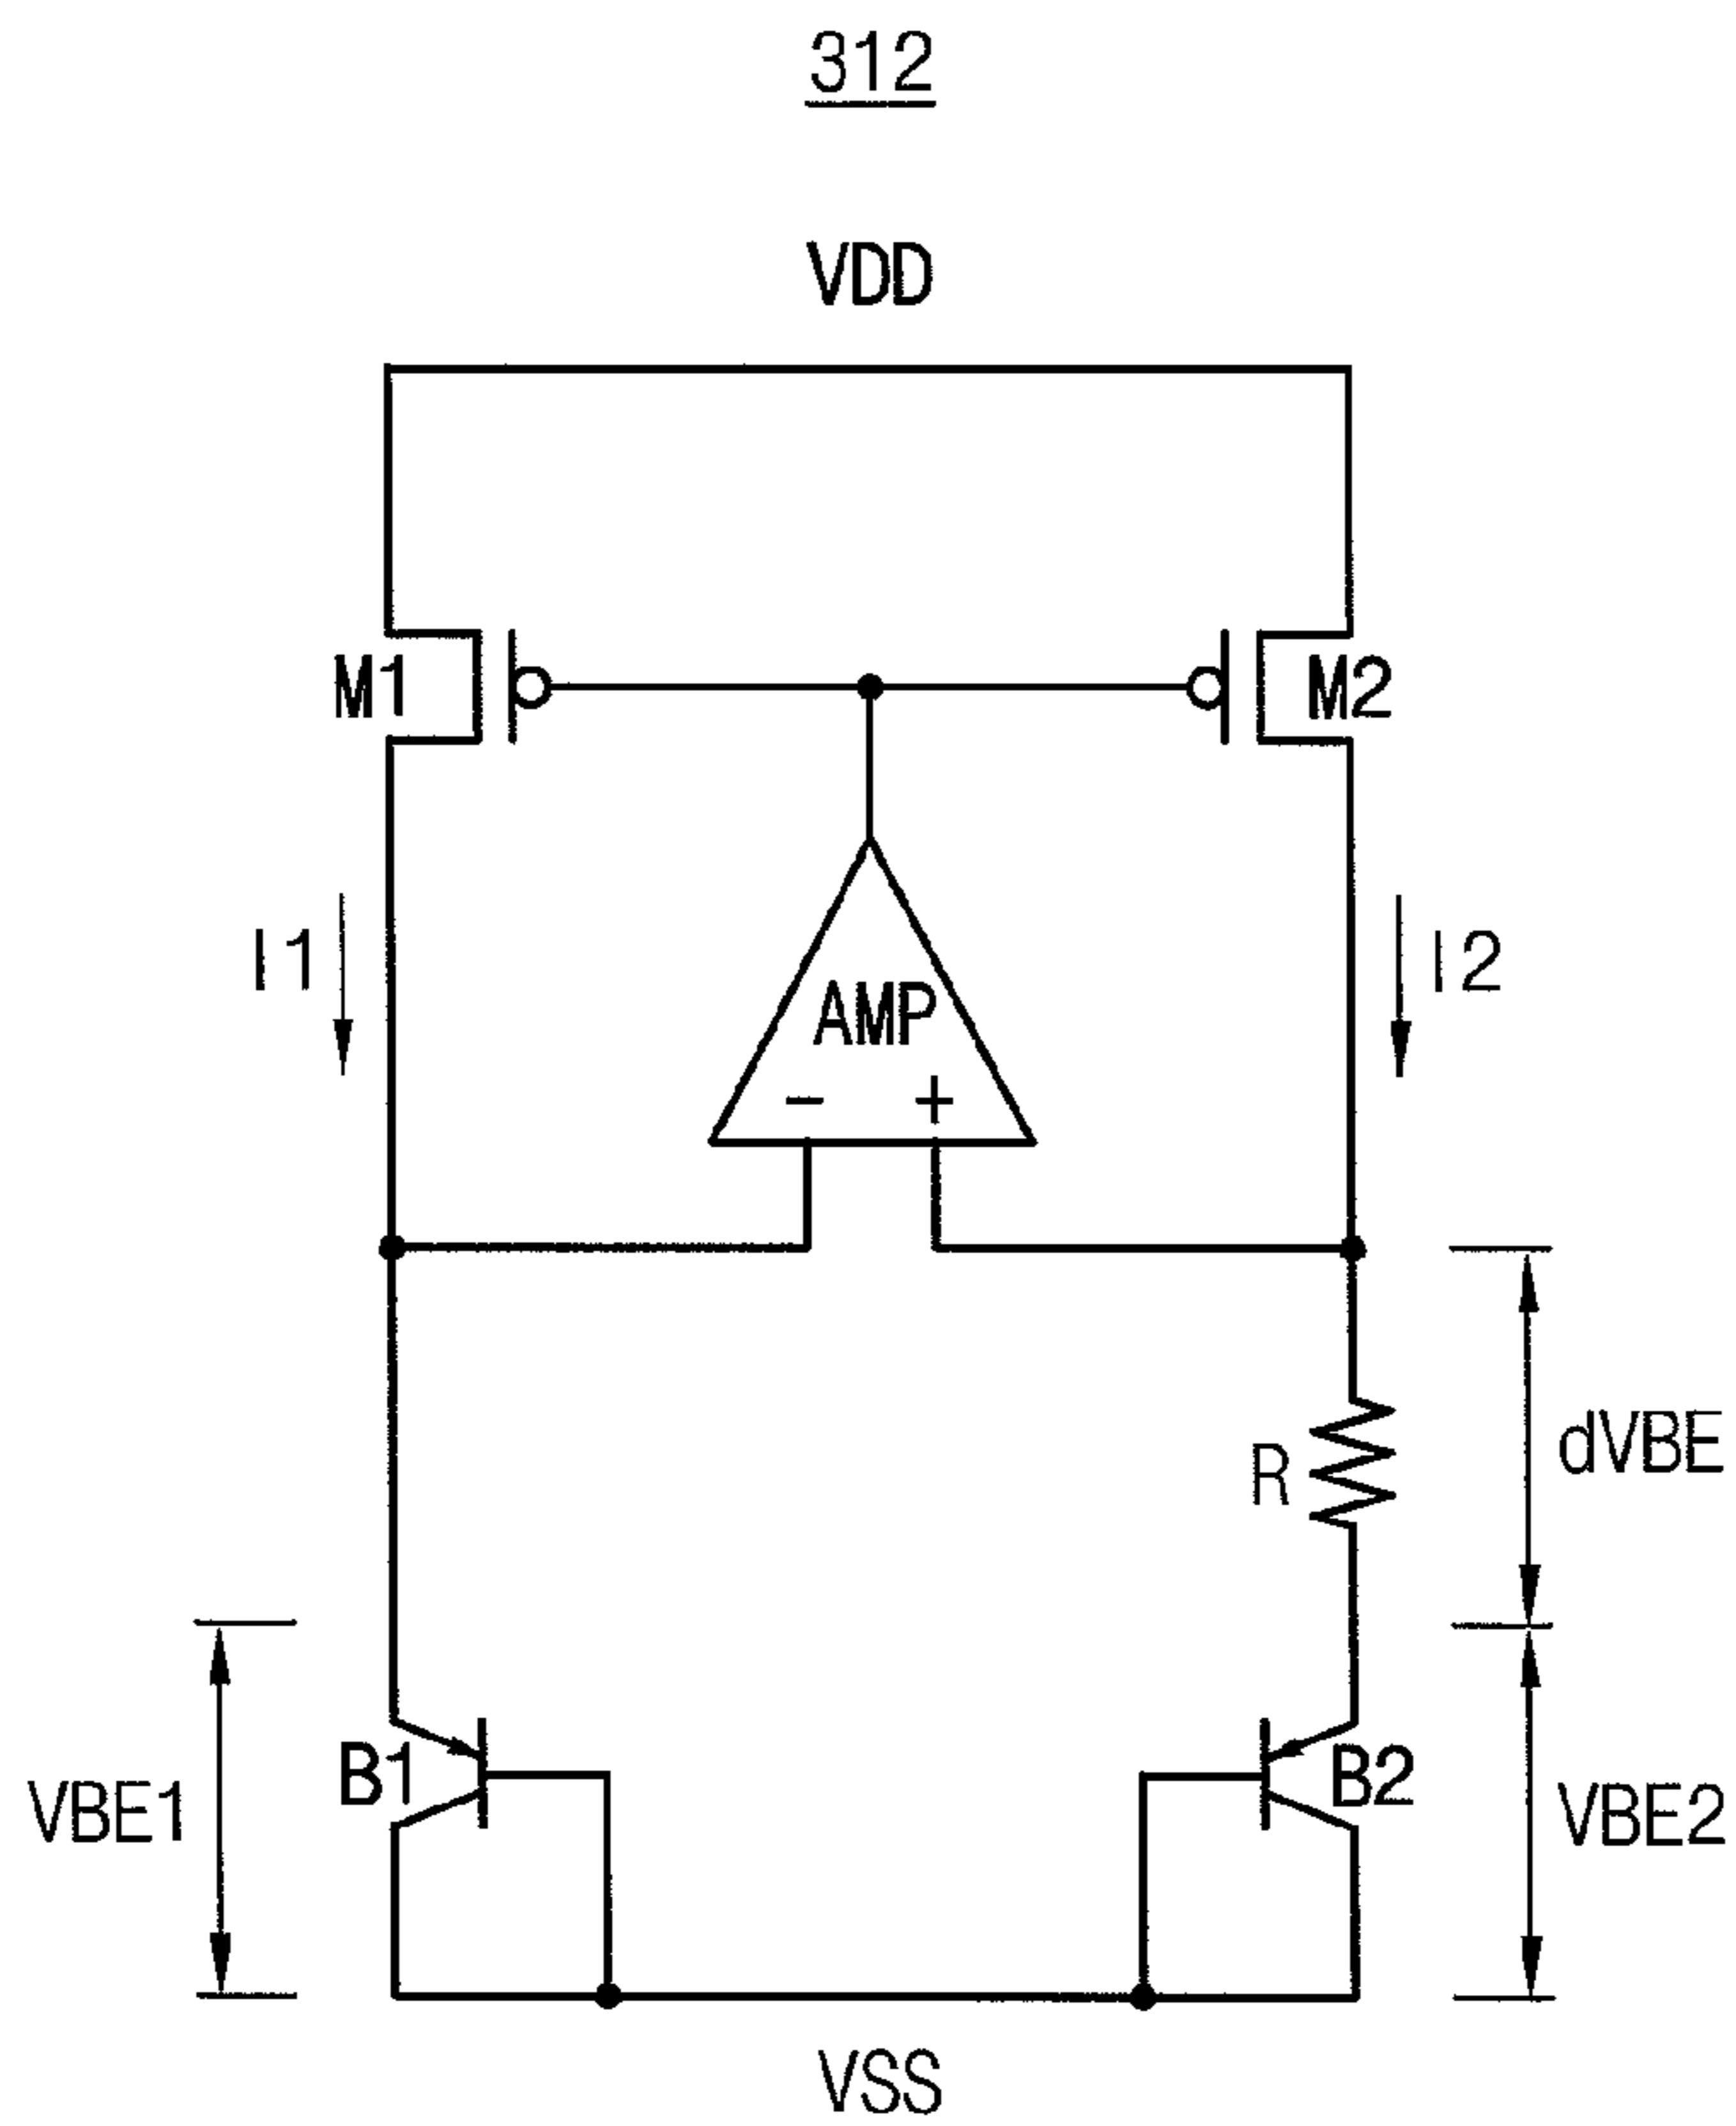 312
VDD
M1
M2
I1
I2
AMP
- +
R
dVBE
B1
B2
VBE1
VBE2
VSS